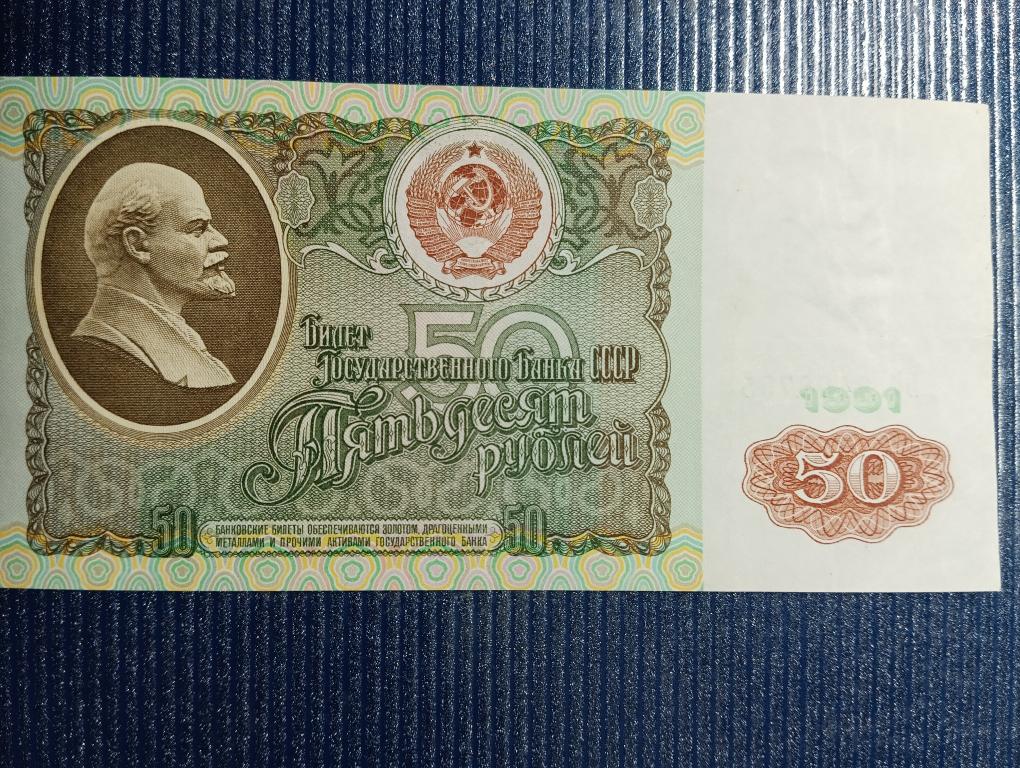 50
Билет
Государственного Банка СССР
Пятьдесят
рублей
1991
50
50
БАНКОВСКИЕ БИЛЕТЫ ОБЕСПЕЧИВАЮТСЯ ЗОЛОТОМ, ДРАГОЦЕННЫМИ
МЕТАЛЛАМИ И ПРОЧИМИ АКТИВАМИ ГОСУДАРСТВЕННОГО БАНКА
50